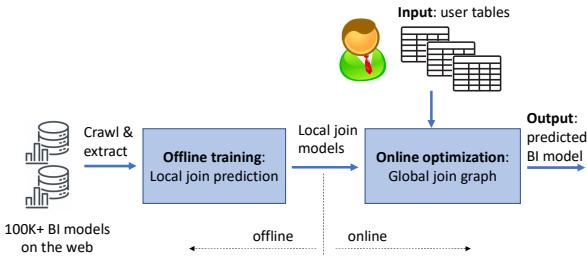 Input: user tables
Crawl &
extract
Offline training:
Local join prediction
Local join
models
Online optimization:
Global join graph
Output:
predicted
BI model
100K+ BI models
on the web
offline
online